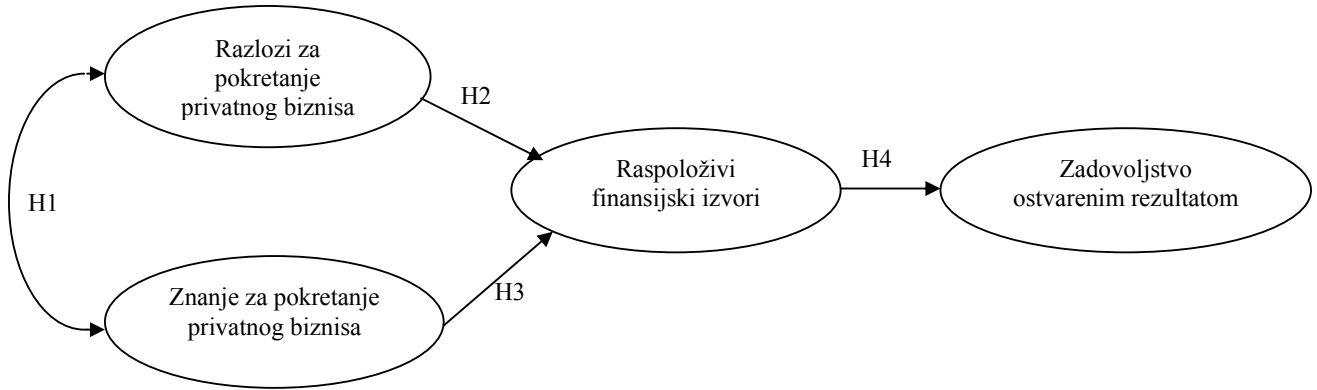 Razlozi za
pokretanje
privatnog biznisa
H2
H1
Raspoloživi
finansijski izvori
H4
Zadovoljstvo
ostvarenim rezultatom
Znanje za pokretanje
privatnog biznisa
H3